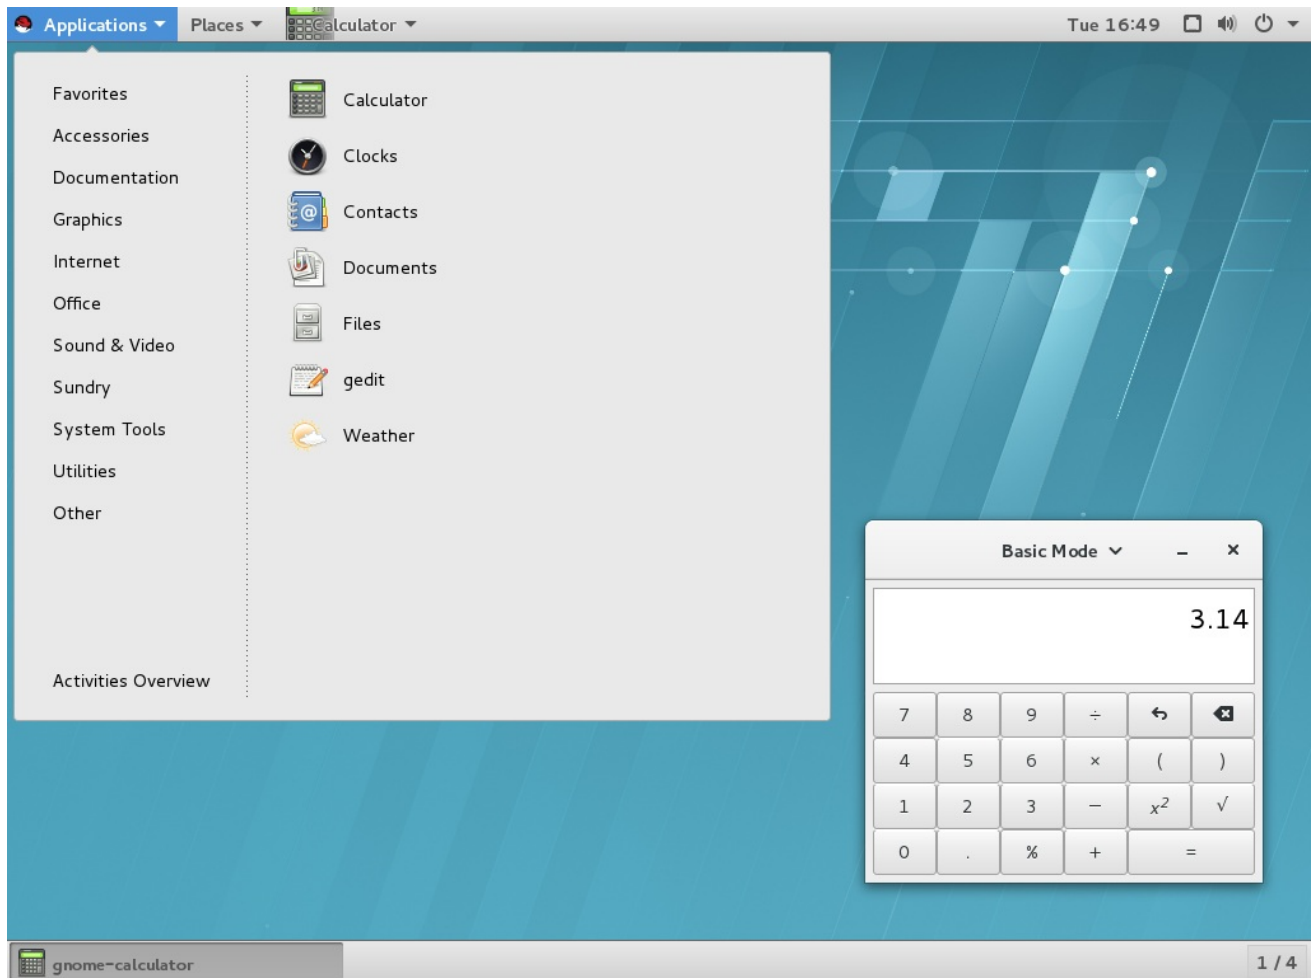 Applications Places Calculator Tue 16:49
Favorites
Accessories
Documentation
Graphics
Internet
Office
Sound & Video
Sundry
System Tools
Utilities
Other
Activities Overview
Calculator
Clocks
Contacts
Documents
Files
gedit
Weather
Basic Mode
3.14
7 8 9 ÷
4 5 6 × ( )
1 2 3 − x² √
0 . % + =
gnome-calculator
1 / 4